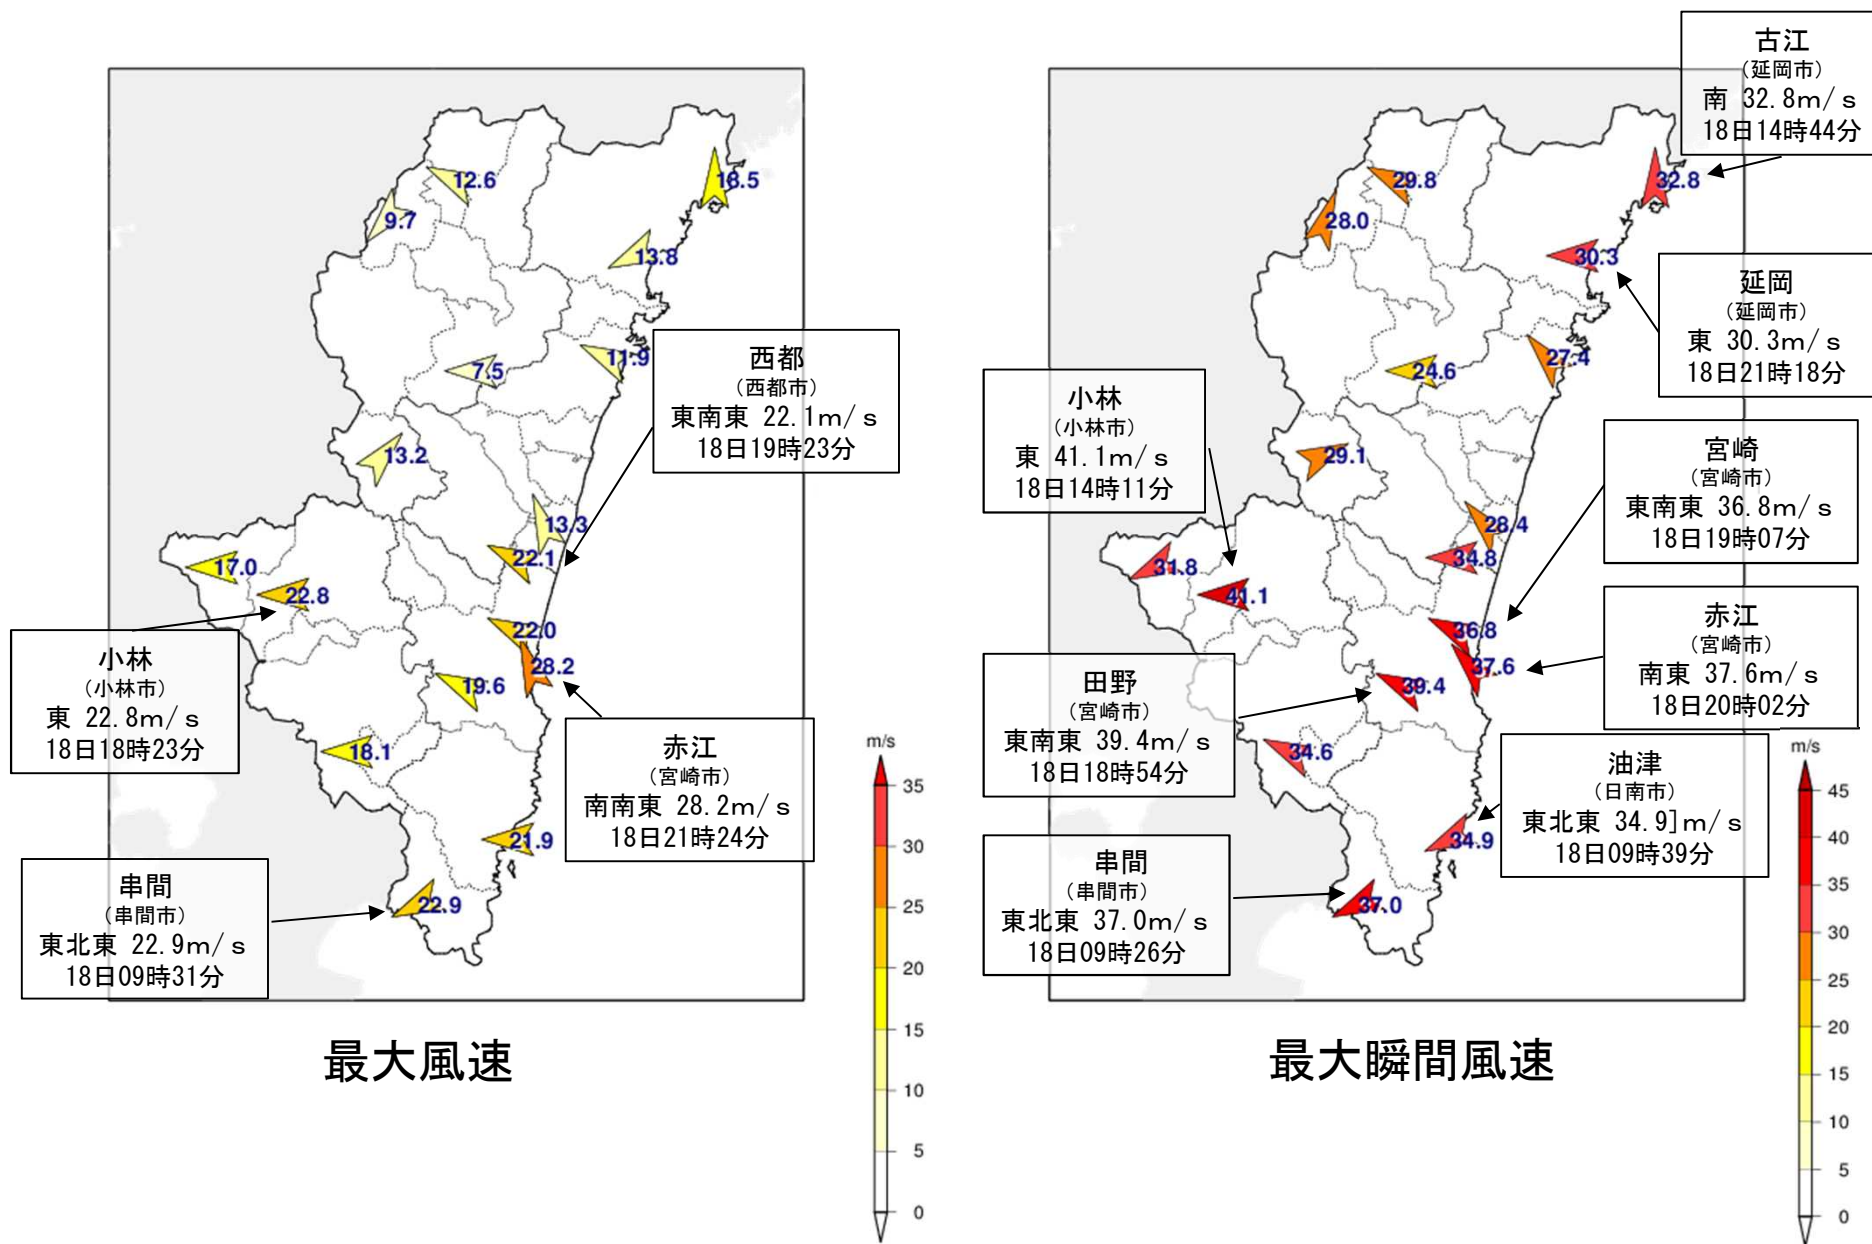 12.6
18.5
9.7
13.8
11.9
7.5
13.2
13.3
22.1
17.0
22.8
22.0
28.2
19.6
18.1
21.9
22.9
西都
（西都市）
東南東 22.1m/s
18日19時23分
小林
（小林市）
東 22.8m/s
18日18時23分
赤江
（宮崎市）
南南東 28.2m/s
18日21時24分
串間
（串間市）
東北東 22.9m/s
18日09時31分
m/s
35
30
25
20
15
10
5
0
最大風速
古江
（延岡市）
南 32.8m/s
18日14時44分
29.8
32.8
28.0
30.3
27.4
24.6
29.1
28.4
34.8
31.8
41.1
36.8
37.6
39.4
34.6
34.9
37.0
延岡
（延岡市）
東 30.3m/s
18日21時18分
小林
（小林市）
東 41.1m/s
18日14時11分
宮崎
（宮崎市）
東南東 36.8m/s
18日19時07分
赤江
（宮崎市）
南東 37.6m/s
18日20時02分
田野
（宮崎市）
東南東 39.4m/s
18日18時54分
油津
（日南市）
東北東 34.9]m/s
18日09時39分
串間
（串間市）
東北東 37.0m/s
18日09時26分
m/s
45
40
35
30
25
20
15
10
5
0
最大瞬間風速